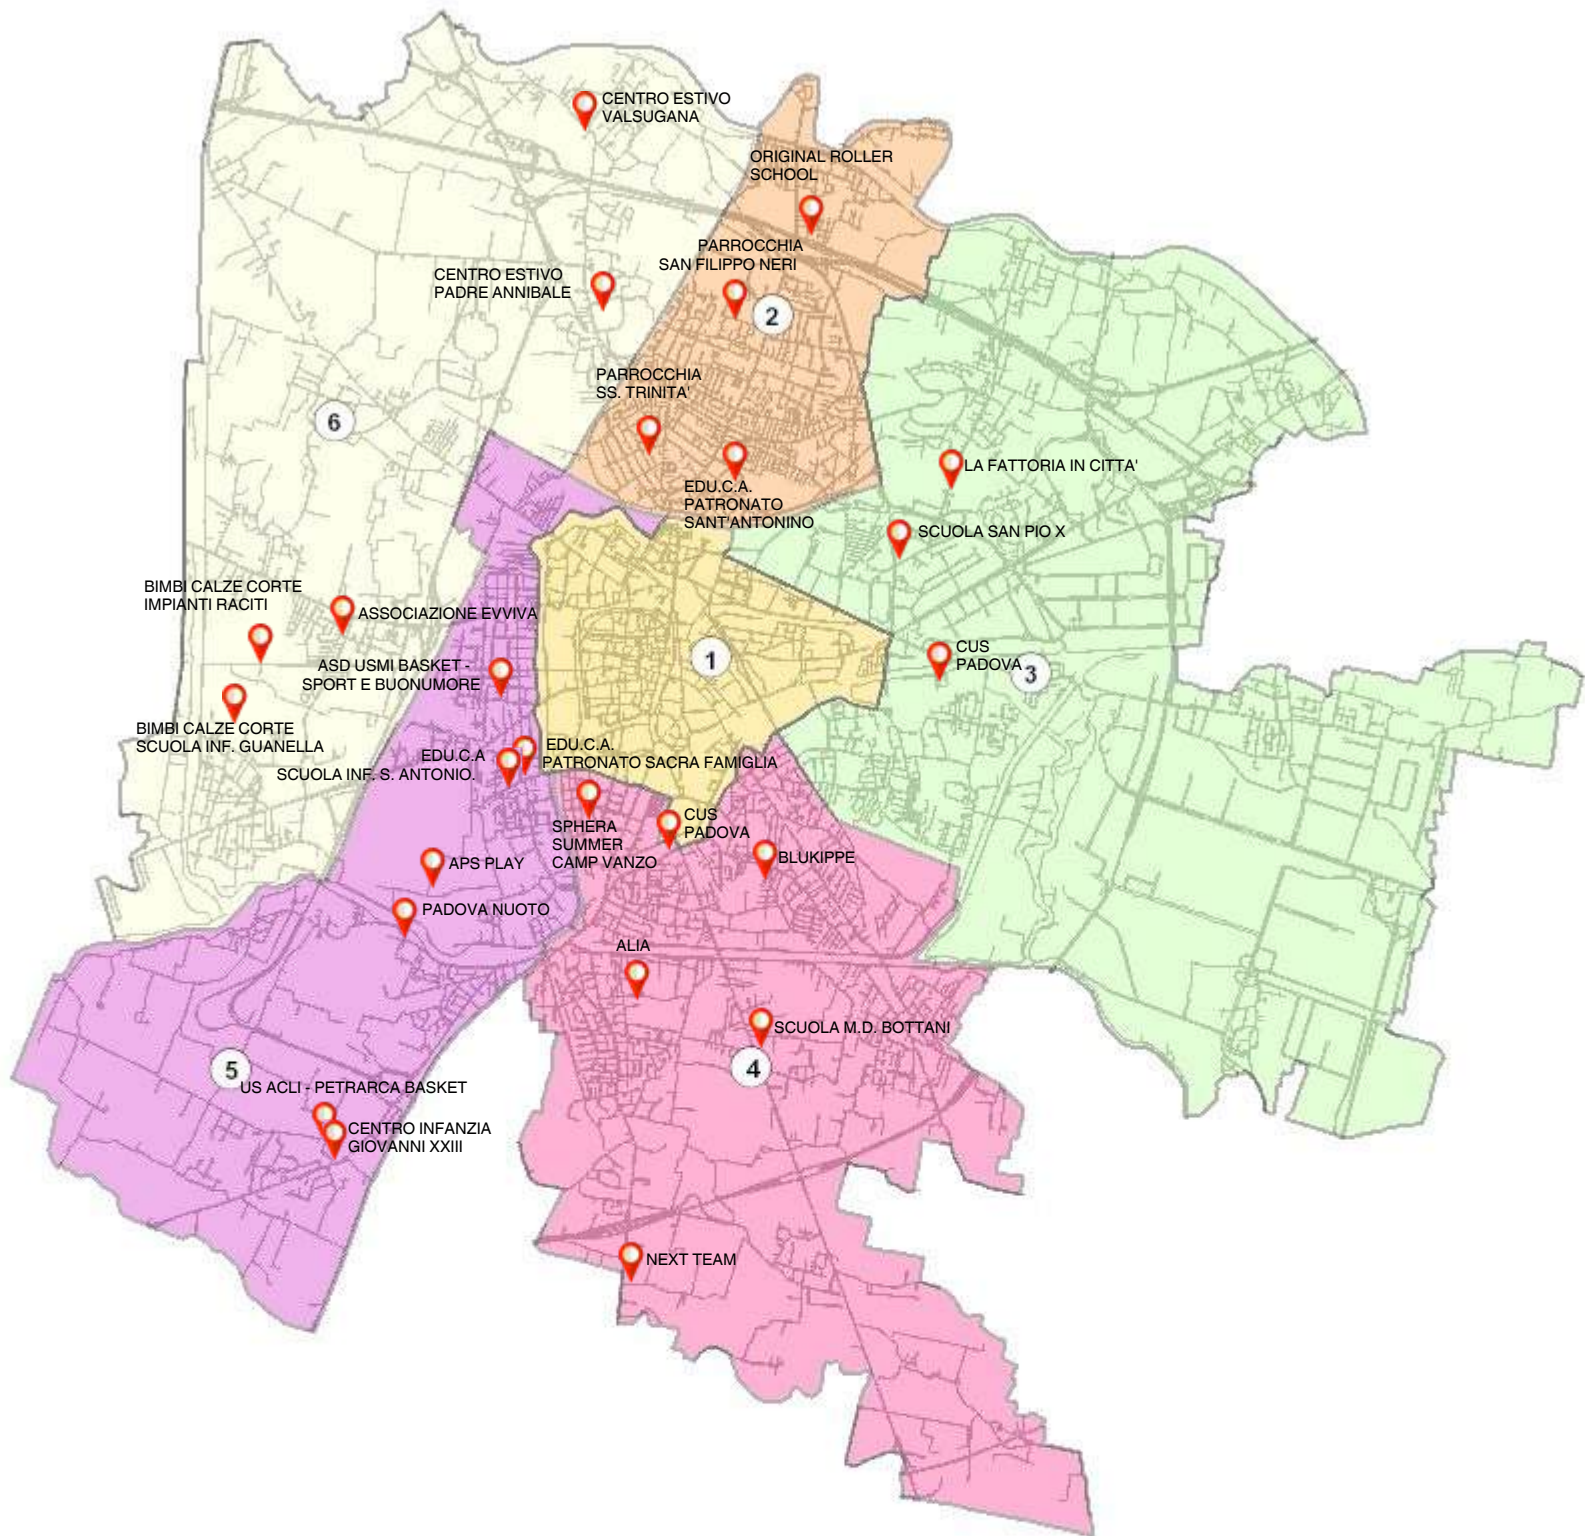 CENTRO ESTIVO
VALSUGANA
ORIGINAL ROLLER
SCHOOL
PARROCCHIA
SAN FILIPPO NERI
CENTRO ESTIVO
PADRE ANNIBALE
2
PARROCCHIA
SS. TRINITA'
6
LA FATTORIA IN CITTA'
EDU.C.A.
PATRONATO
SANT'ANTONINO
SCUOLA SAN PIO X
BIMBI CALZE CORTE
IMPIANTI RACITI
ASSOCIAZIONE EVVIVA
1
CUS
PADOVA
3
ASD USMI BASKET -
SPORT E BUONUMORE
BIMBI CALZE CORTE
SCUOLA INF. GUANELLA
EDU.C.A
SCUOLA INF. S. ANTONIO.
EDU.C.A.
PATRONATO SACRA FAMIGLIA
SPHERA
SUMMER
CAMP VANZO
CUS
PADOVA
BLUKIPPE
APS PLAY
PADOVA NUOTO
ALIA
SCUOLA M.D. BOTTANI
4
5
US ACLI - PETRARCA BASKET
CENTRO INFANZIA
GIOVANNI XXIII
NEXT TEAM